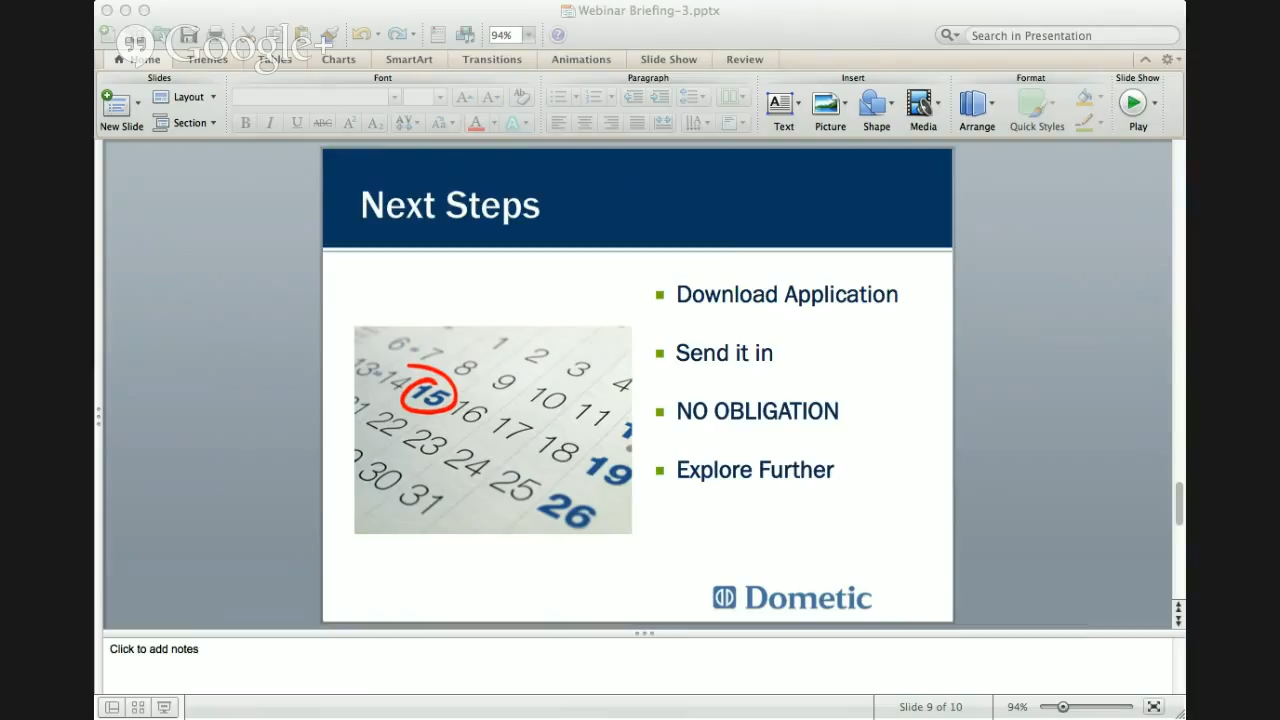 Webinar Briefing-3.pptx
Google+
94%
Search in Presentation
Home Themes Tables Charts SmartArt Transitions Animations Slide Show Review
Slides Font Paragraph Insert Format Slide Show
New Slide Layout Section
B I U ABC A² A₂ Text Picture Shape Media Arrange Quick Styles Play
Next Steps
Download Application
Send it in
NO OBLIGATION
Explore Further
6 7 1 2 3 4
13 14 8 9 10 11
15 16 17 18 19
22 23 24 25 26
30 31
Dometic
Click to add notes
Slide 9 of 10 94%